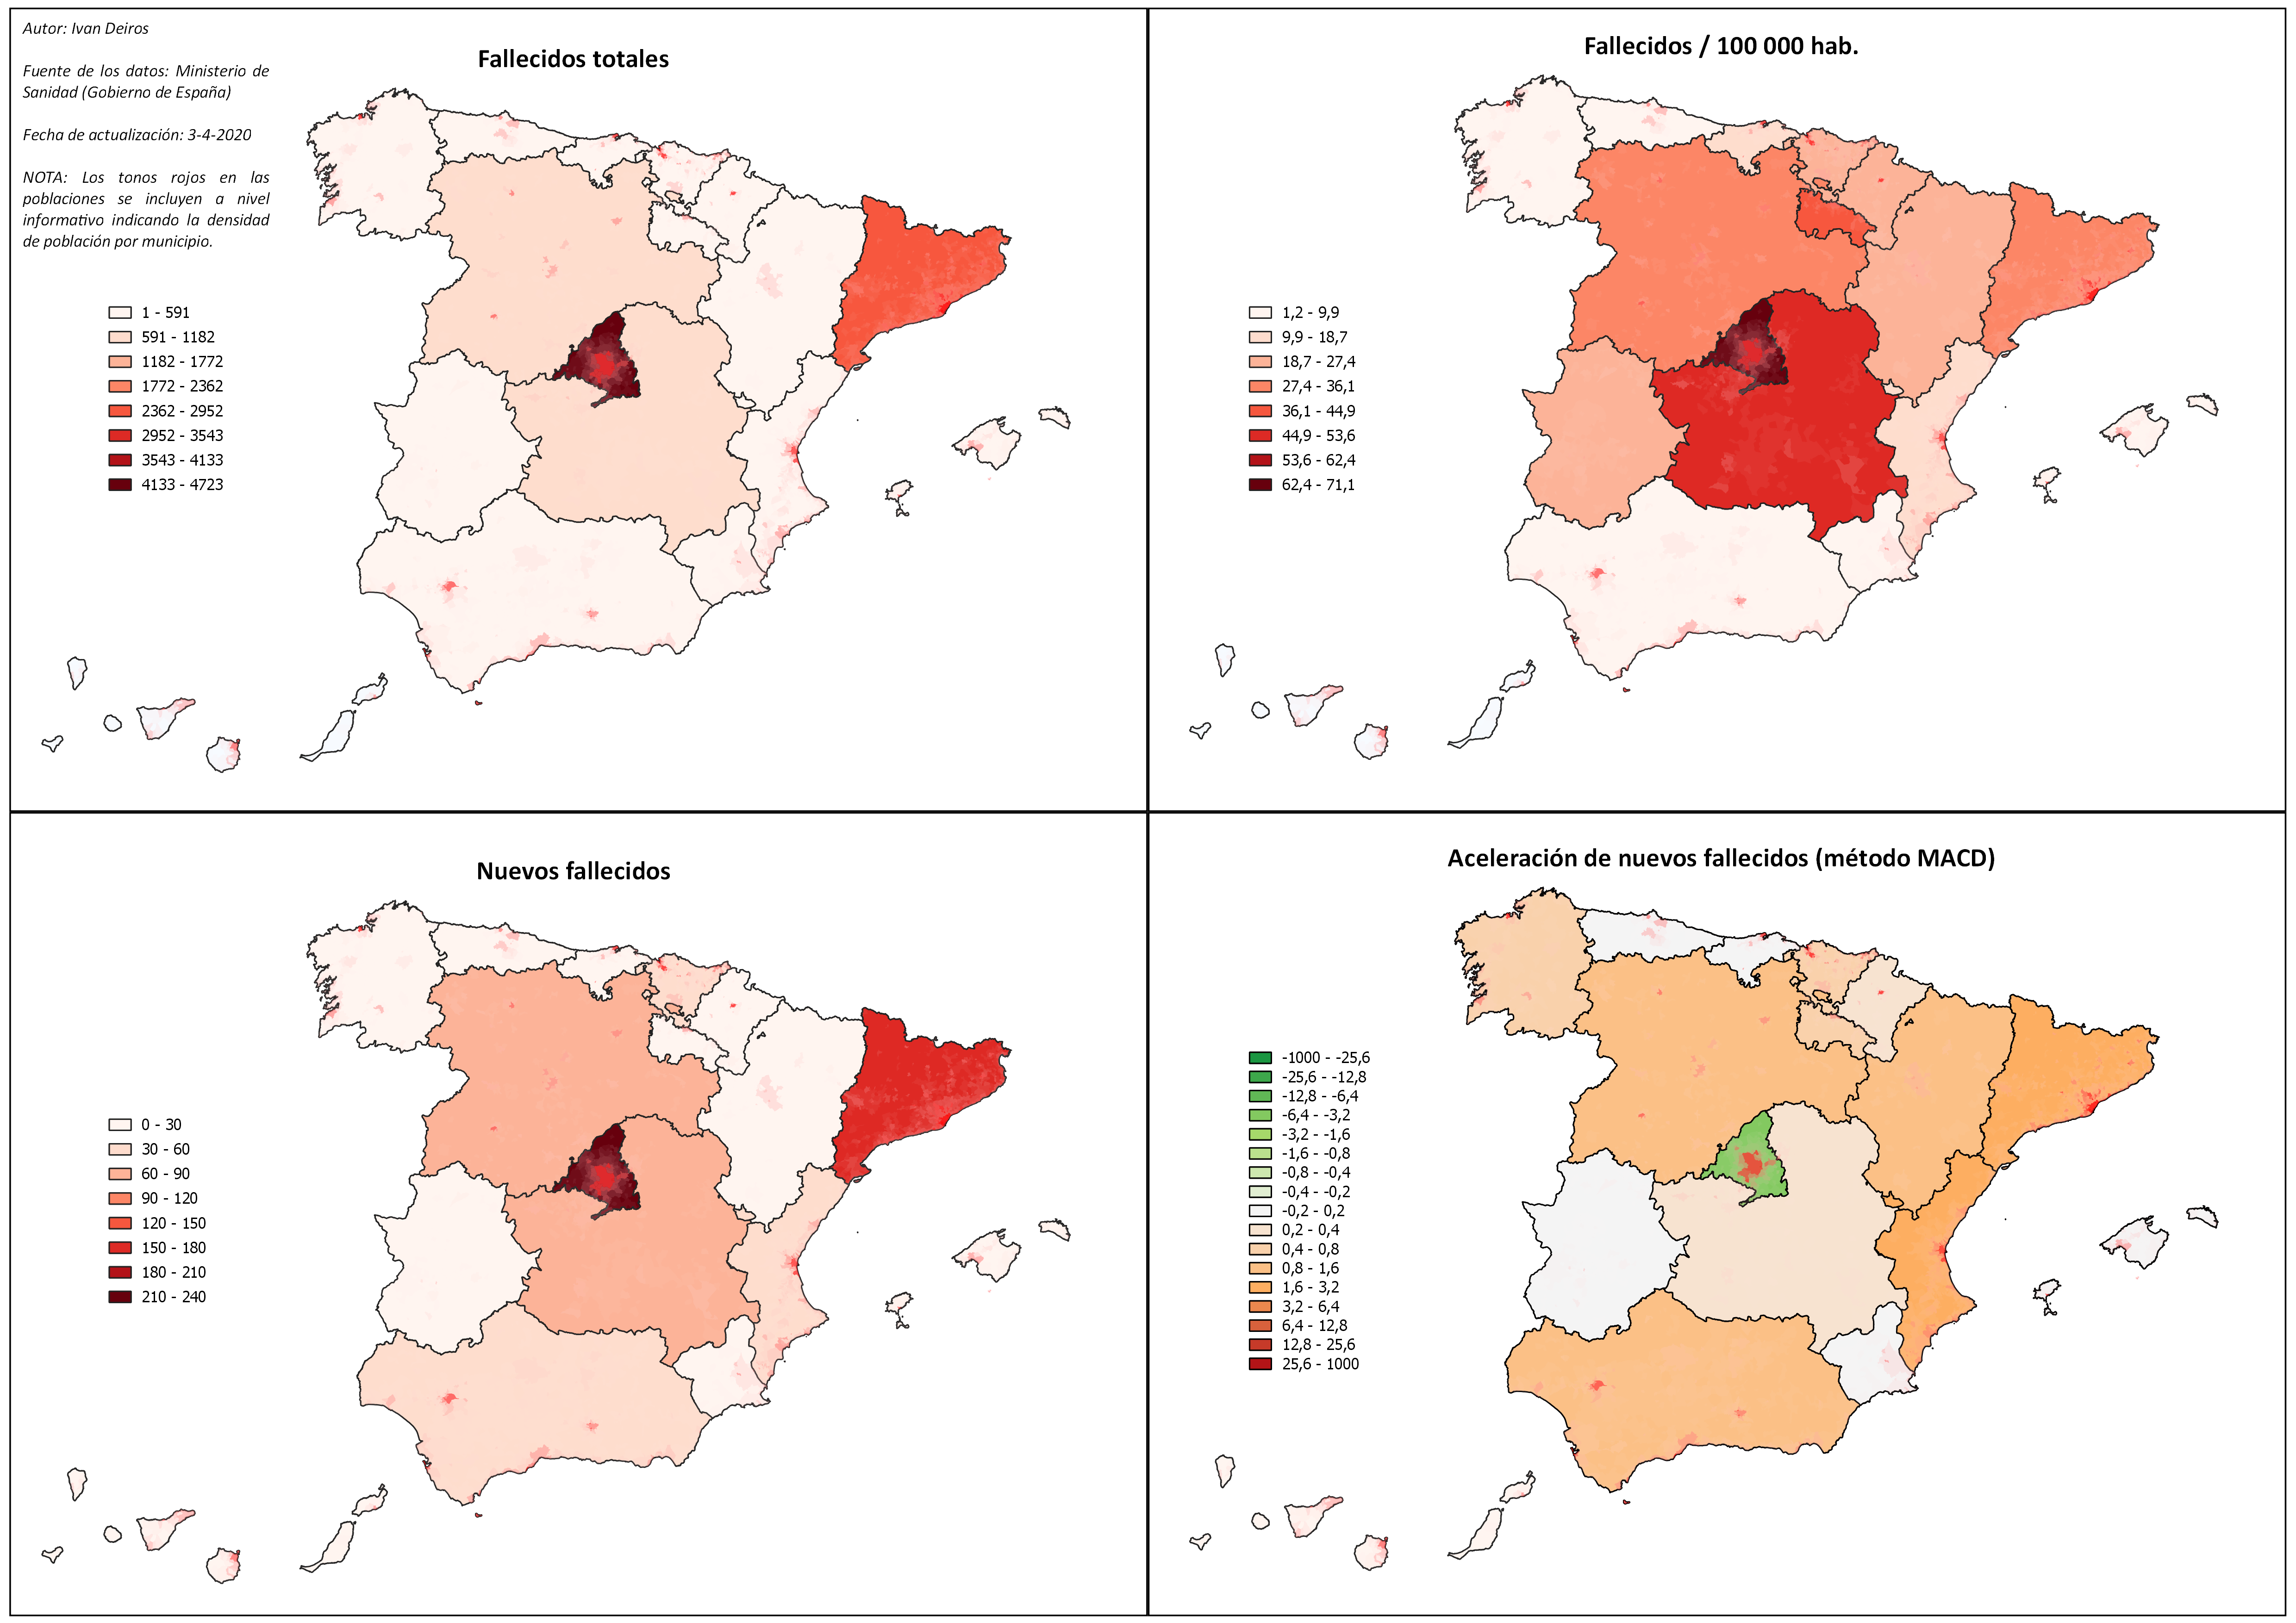 Autor: Ivan Deiros
Fuente de los datos: Ministerio de
Sanidad (Gobierno de España)
Fecha de actualización: 3-4-2020
NOTA: Los tonos rojos en las
poblaciones se incluyen a nivel
informativo indicando la densidad
de población por municipio.
Fallecidos totales
1 - 591
591 - 1182
1182 - 1772
1772 - 2362
2362 - 2952
2952 - 3543
3543 - 4133
4133 - 4723
Fallecidos / 100 000 hab.
1,2 - 9,9
9,9 - 18,7
18,7 - 27,4
27,4 - 36,1
36,1 - 44,9
44,9 - 53,6
53,6 - 62,4
62,4 - 71,1
Nuevos fallecidos
0 - 30
30 - 60
60 - 90
90 - 120
120 - 150
150 - 180
180 - 210
210 - 240
Aceleración de nuevos fallecidos (método MACD)
-1000 - -25,6
-25,6 - -12,8
-12,8 - -6,4
-6,4 - -3,2
-3,2 - -1,6
-1,6 - -0,8
-0,8 - -0,4
-0,4 - -0,2
-0,2 - 0,2
0,2 - 0,4
0,4 - 0,8
0,8 - 1,6
1,6 - 3,2
3,2 - 6,4
6,4 - 12,8
12,8 - 25,6
25,6 - 1000